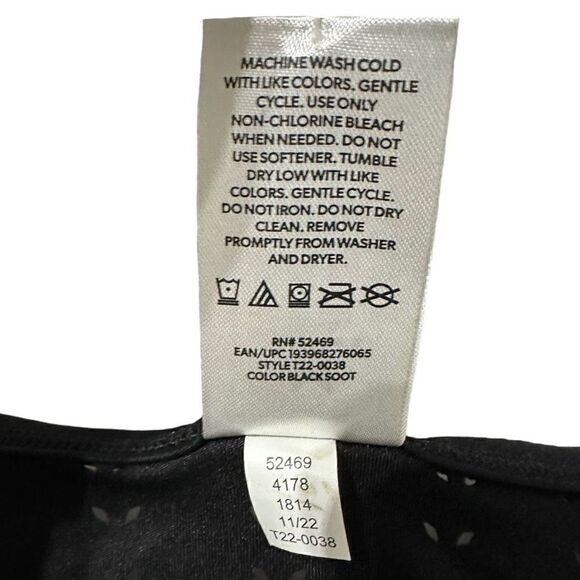 MACHINE WASH COLD
WITH LIKE COLORS. GENTLE
CYCLE. USE ONLY
NON-CHLORINE BLEACH
WHEN NEEDED. DO NOT
USE SOFTENER. TUMBLE
DRY LOW WITH LIKE
COLORS. GENTLE CYCLE.
DO NOT IRON. DO NOT DRY
CLEAN. REMOVE
PROMPTLY FROM WASHER
AND DRYER.
RN# 52469
EAN/UPC 193968276065
STYLE T22-0038
COLOR BLACK SOOT
52469
4178
1814
11/22
T22-0038